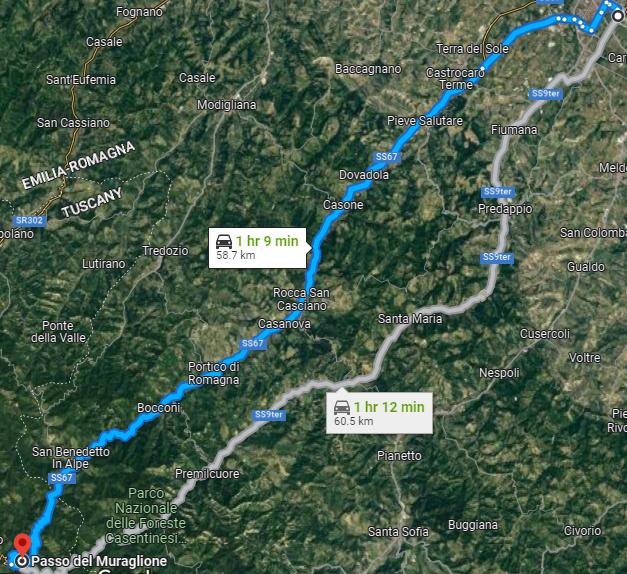 Fognano
Casale
Terra del Sole
Sant'Eufemia
Casale
Baccagnano
Castrocaro
Terme
SS9ter
Modigliana
San Cassiano
Pieve Salutare
Fiumana
EMILIA-ROMAGNA
TUSCANY
SS67
Dovadola
SS9ter
Casone
Predappio
SR302
San Colomba
1 hr 9 min
58.7 km
Tredozio
Lutirano
SS9ter
Gualdo
Rocca San
Casciano
Casanova
Santa Maria
Ponte
della Valle
Cusercoli
SS67
Voltre
Portico di
Romagna
Nespoli
Bocconi
1 hr 12 min
60.5 km
SS9ter
San Benedetto
In Alpe
Pianetto
SS67
Premilcuore
Parco
Nazionale
delle Foreste
Casentinesi...
Buggiana
Santa Sofia
Civorio
Passo del Muraglione